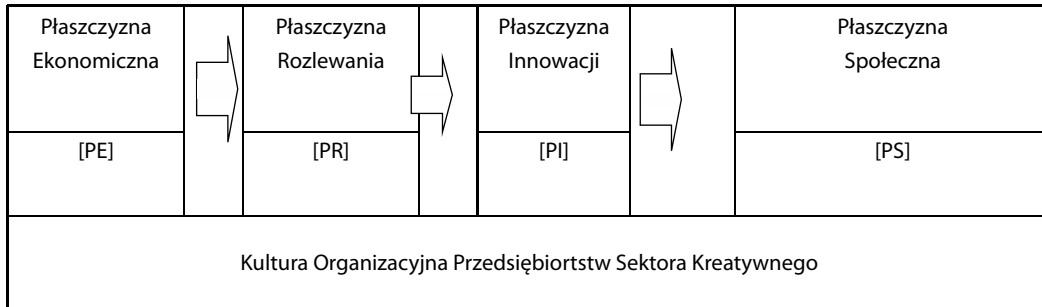 Płaszczyzna
Ekonomiczna
Płaszczyzna
Rozlewania
Płaszczyzna
Innowacji
Płaszczyzna
Społeczna
[PE]
[PR]
[PI]
[PS]
Kultura Organizacyjna Przedsiębiortstw Sektora Kreatywnego